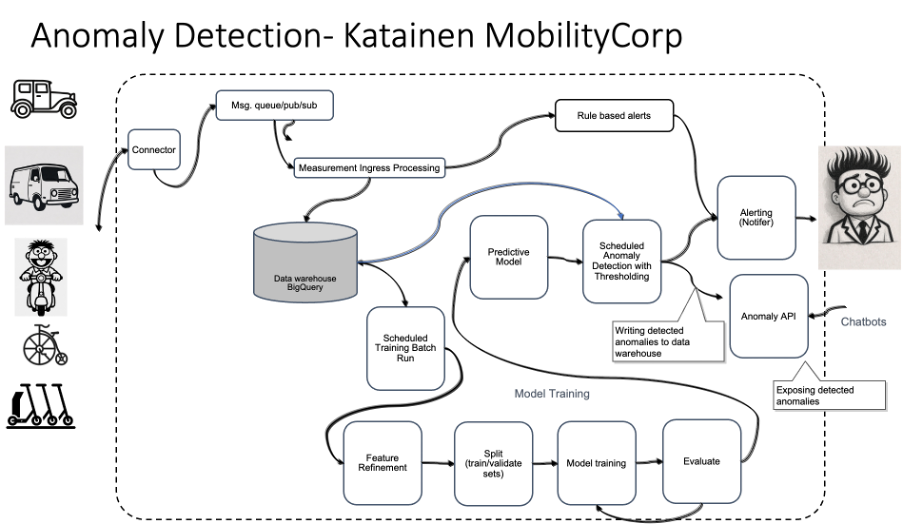 Anomaly Detection- Katainen MobilityCorp
Msg. queue/pub/sub
Rule based alerts
Connector
Measurement Ingress Processing
Alerting
(Notifer)
Predictive
Model
Scheduled
Anomaly
Detection with
Thresholding
Data warehouse
BigQuery
Anomaly API
Chatbots
Writing detected
anomalies to data
warehouse
Scheduled
Training Batch
Run
Exposing detected
anomalies
Model Training
Feature
Refinement
Split
(train/validate
sets)
Model training
Evaluate